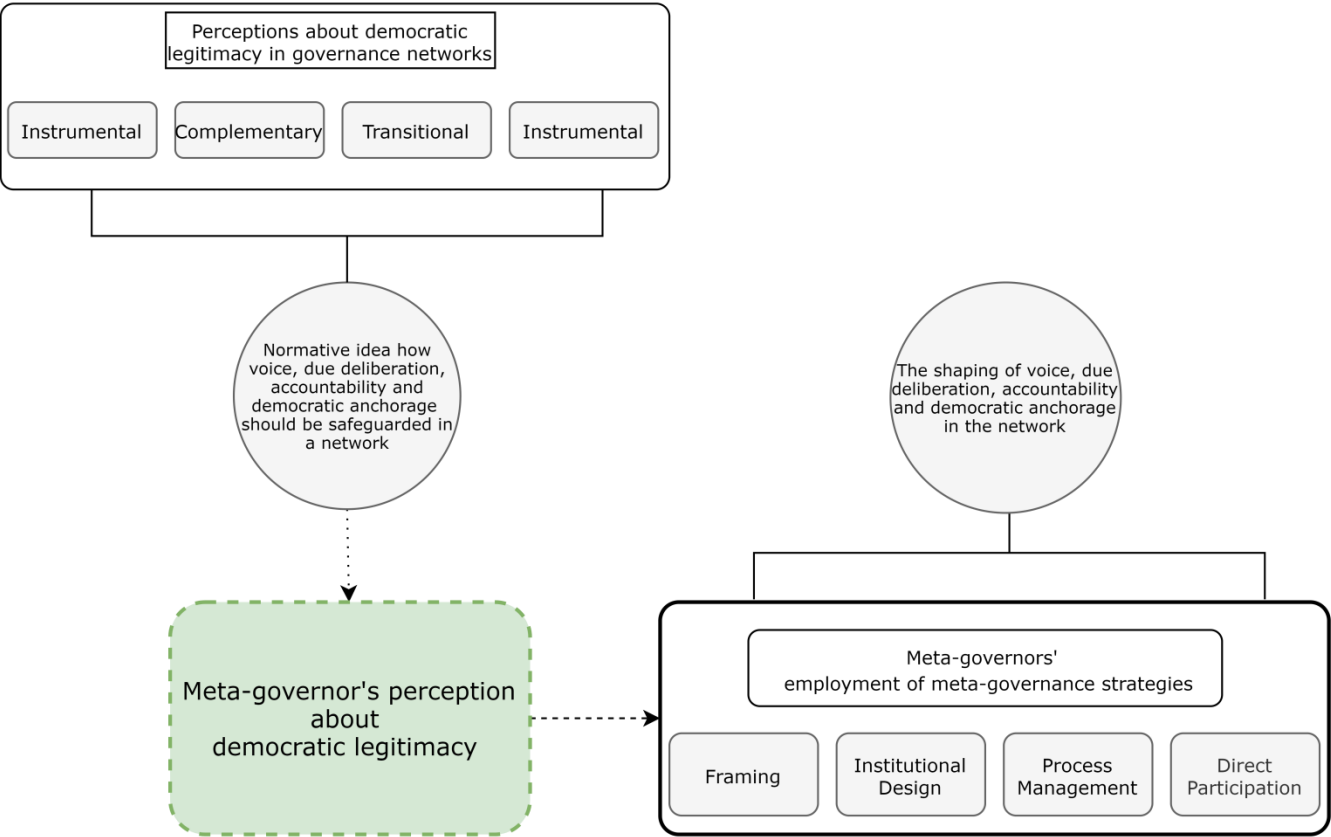 Perceptions about democratic
legitimacy in governance networks
Instrumental
Complementary
Transitional
Instrumental
Normative idea how
voice, due deliberation,
accountability and
democratic anchorage
should be safeguarded in
a network
The shaping of voice, due
deliberation, accountability
and democratic anchorage
in the network
Meta-governor's perception
about
democratic legitimacy
Meta-governors'
employment of meta-governance strategies
Framing
Institutional
Design
Process
Management
Direct
Participation